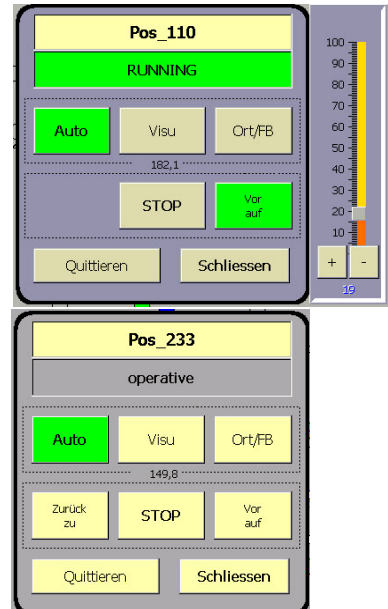 Pos_110
RUNNING
Auto Visu Ort/FB
182,1
STOP Vor auf
Quittieren Schliessen
100
90
80
70
60
50
40
30
20
10
+ -
19
Pos_233
operative
Auto Visu Ort/FB
149,8
Zurück zu STOP Vor auf
Quittieren Schliessen